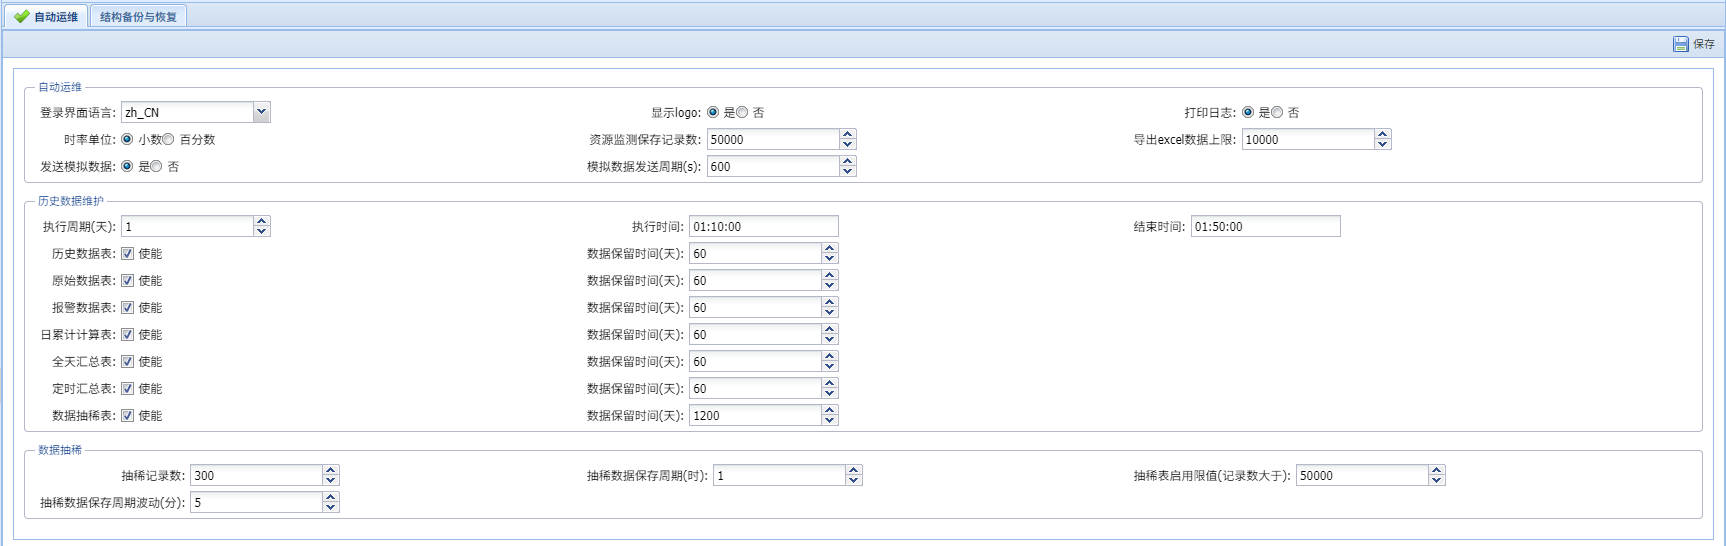 自动运维 结构备份与恢复
保存
自动运维
登录界面语言: zh_CN 显示logo: 是 否 打印日志: 是 否
时率单位: 小数 百分数 资源监测保存记录数: 50000 导出excel数据上限: 10000
发送模拟数据: 是 否 模拟数据发送周期(s): 600
历史数据维护
执行周期(天): 1 执行时间: 01:10:00 结束时间: 01:50:00
历史数据表: 使能 数据保留时间(天): 60
原始数据表: 使能 数据保留时间(天): 60
报警数据表: 使能 数据保留时间(天): 60
日累计计算表: 使能 数据保留时间(天): 60
全天汇总表: 使能 数据保留时间(天): 60
定时汇总表: 使能 数据保留时间(天): 60
数据抽稀表: 使能 数据保留时间(天): 1200
数据抽稀
抽稀记录数: 300 抽稀数据保存周期(时): 1 抽稀表启用限值(记录数大于): 50000
抽稀数据保存周期波动(分): 5